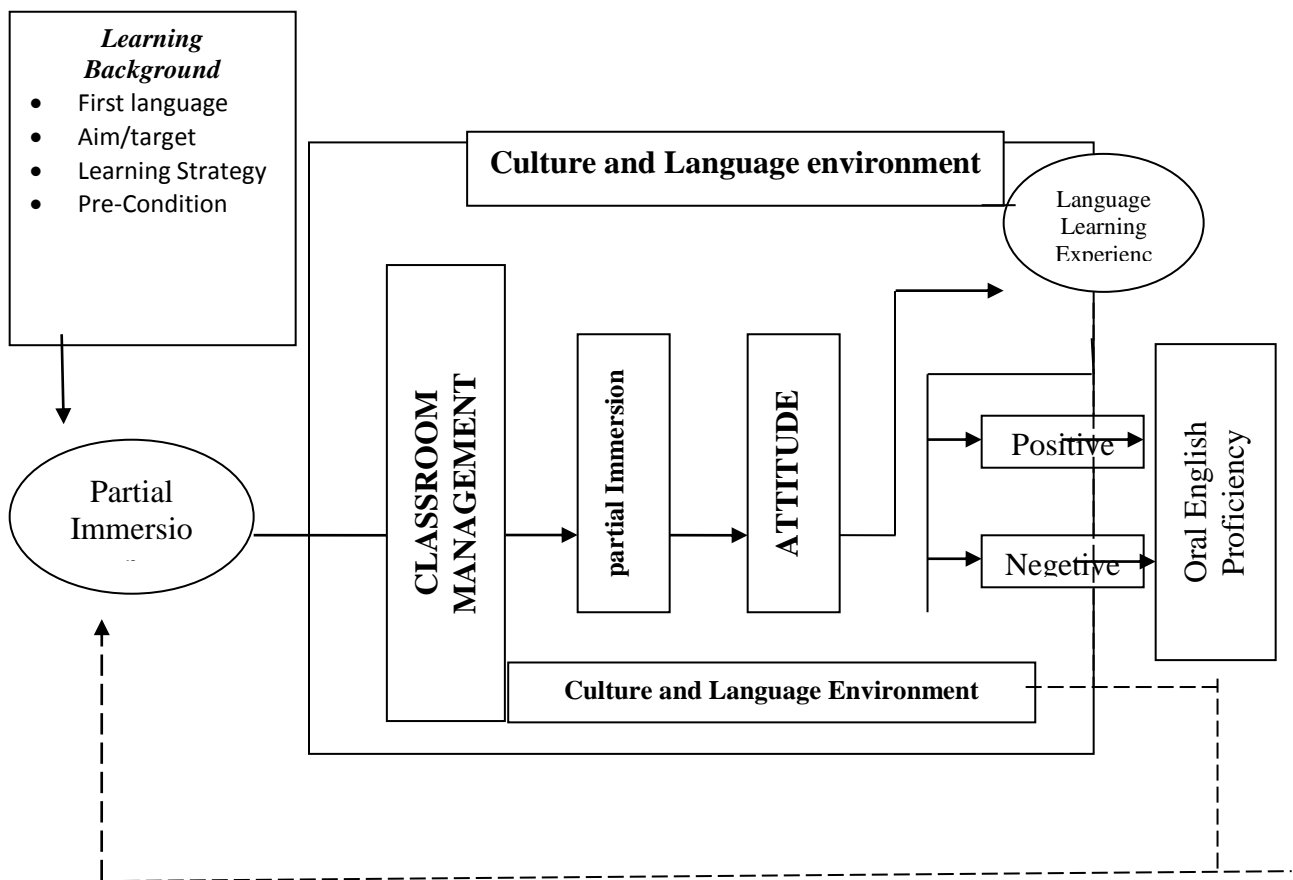 Learning
Background
• First language
• Aim/target
• Learning Strategy
• Pre-Condition
Culture and Language environment
Language
Learning
Experienc
CLASSROOM
MANAGEMENT
partial Immersion
ATTITUDE
Positive
Negetive
Oral English
Proficiency
Partial
Immersio
Culture and Language Environment